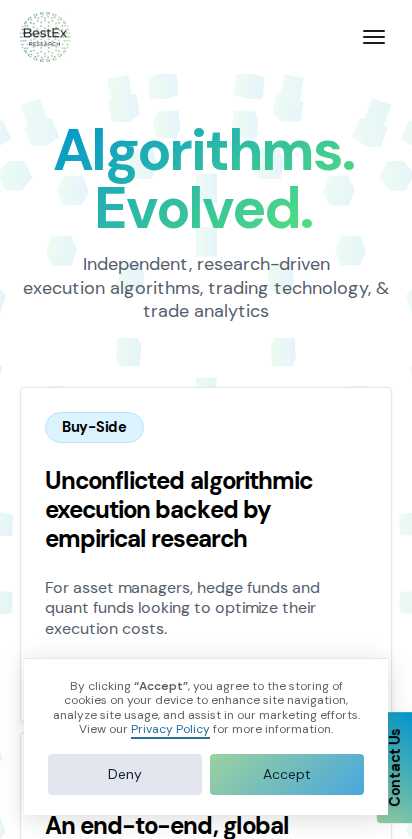 BestEx
RESEARCH
Algorithms.
Evolved.
Independent, research-driven
execution algorithms, trading technology, &
trade analytics
Buy-Side
Unconflicted algorithmic
execution backed by
empirical research
For asset managers, hedge funds and
quant funds looking to optimize their
execution costs.
By clicking “Accept”, you agree to the storing of
cookies on your device to enhance site navigation,
analyze site usage, and assist in our marketing efforts.
View our Privacy Policy for more information.
Deny
Accept
Contact Us
An end-to-end, global